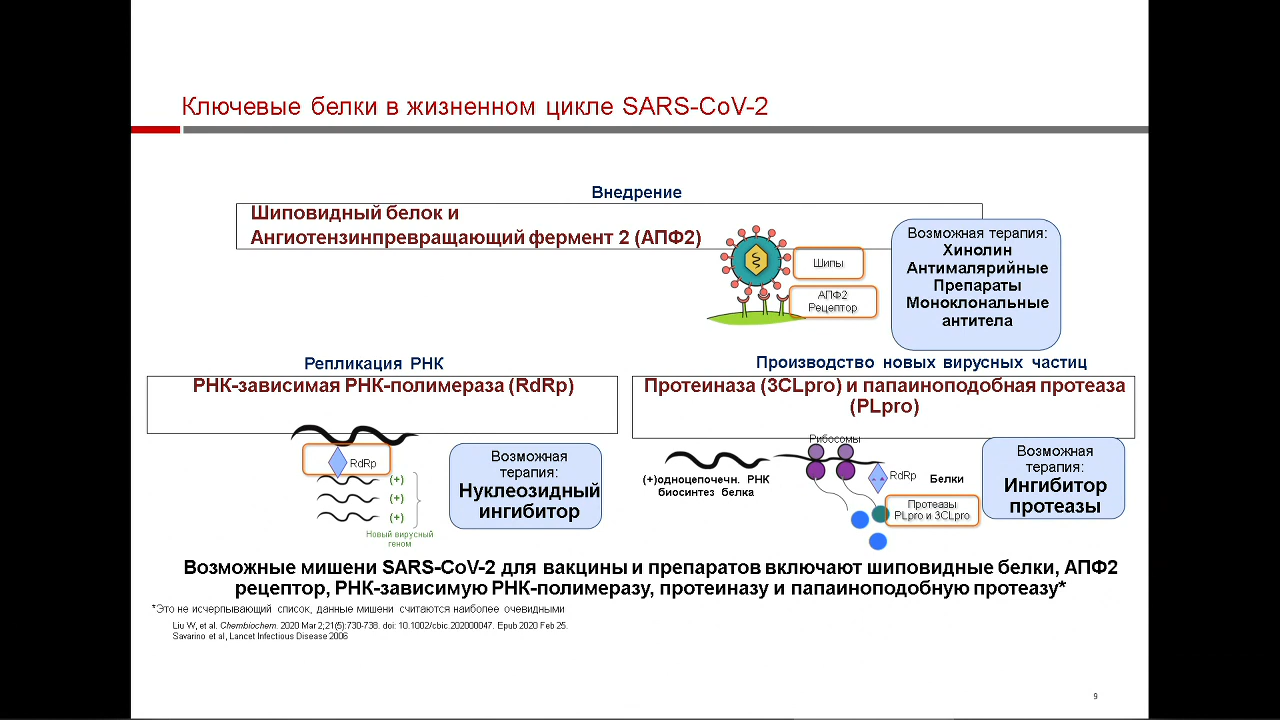 Ключевые белки в жизненном цикле SARS-CoV-2
Внедрение
Шиповидный белок и
Ангиотензинпревращающий фермент 2 (АПФ2)
Шипы
АПФ2
Рецептор
Возможная терапия:
Хинолин
Антималярийные
Препараты
Моноклональные
антитела
Репликация РНК
РНК-зависимая РНК-полимераза (RdRp)
RdRp
(+)
(+)
(+)
Новый вирусный
геном
Возможная
терапия:
Нуклеозидный
ингибитор
Производство новых вирусных частиц
Протеиназа (3CLpro) и папаиноподобная протеаза
(PLpro)
Рибосомы
(+)одноцепочечн. РНК
биосинтез белка
RdRp
Белки
Протеазы
PLpro и 3CLpro
Возможная
терапия:
Ингибитор
протеазы
Возможные мишени SARS-CoV-2 для вакцины и препаратов включают шиповидные белки, АПФ2
рецептор, РНК-зависимую РНК-полимеразу, протеиназу и папаиноподобную протеазу*
*Это не исчерпывающий список, данные мишени считаются наиболее очевидными
Liu W, et al. Chembiochem. 2020 Mar 2;21(5):730-738. doi: 10.1002/cbic.202000047. Epub 2020 Feb 25.
Savarino et al, Lancet Infectious Disease 2006
9